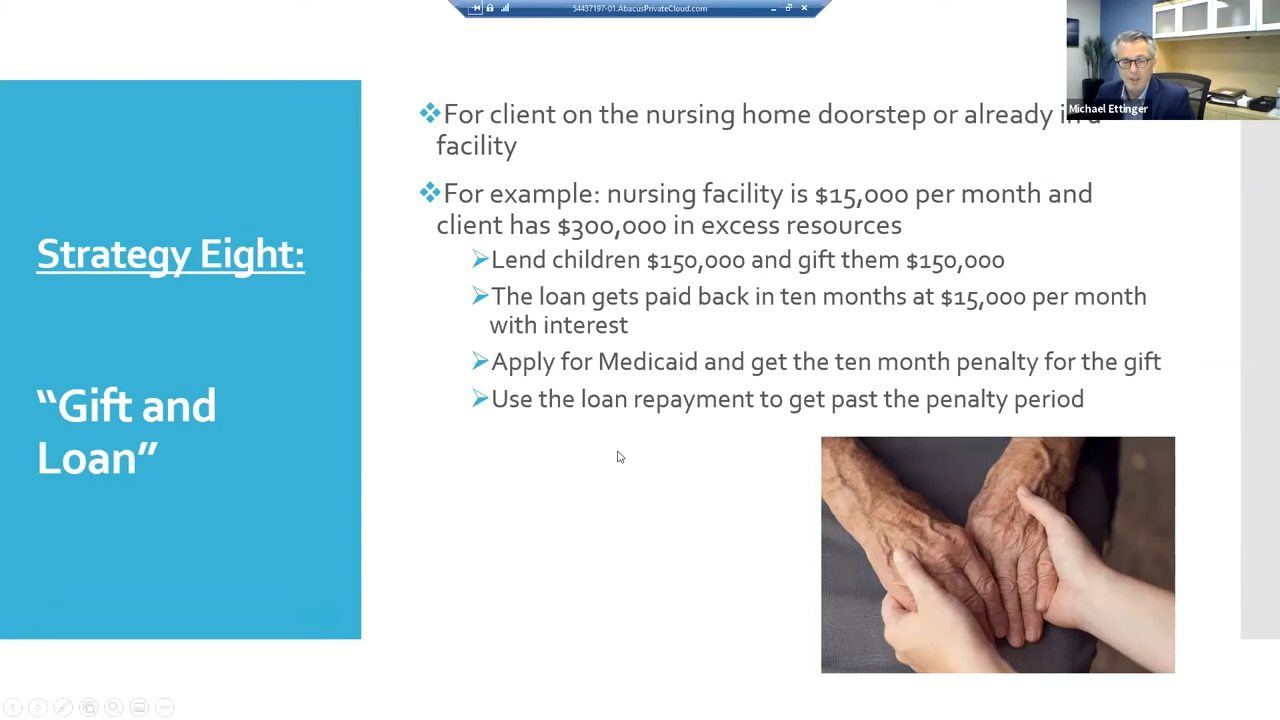 54437197-01.AbacusPrivateCloud.com
Michael Ettinger
Strategy Eight:
“Gift and
Loan”
For client on the nursing home doorstep or already in a
facility
For example: nursing facility is $15,000 per month and
client has $300,000 in excess resources
Lend children $150,000 and gift them $150,000
The loan gets paid back in ten months at $15,000 per month
with interest
Apply for Medicaid and get the ten month penalty for the gift
Use the loan repayment to get past the penalty period